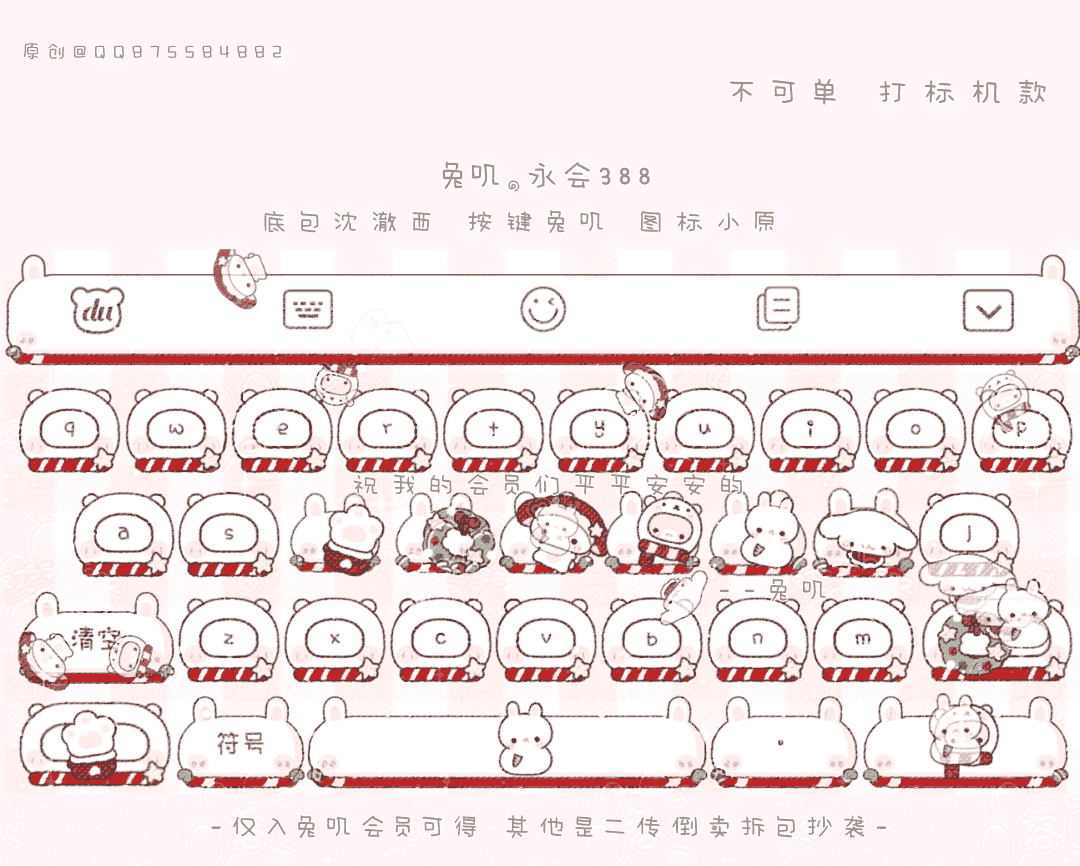 原创@QQ875584882
不可单 打标机款
兔叽。永会388
底包沈澈西 按键兔叽 图标小原
du
q w e r t y u i o p
祝我的会员们平平安安的
a s j
--兔叽
清空 z x c v b n m
符号 .
-仅入兔叽会员可得 其他是二传倒卖拆包抄袭-